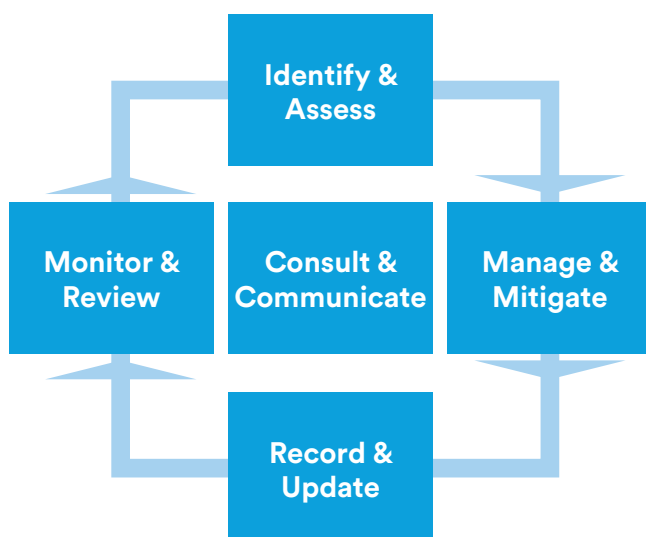 Identify &
Assess
Monitor &
Review
Consult &
Communicate
Manage &
Mitigate
Record &
Update